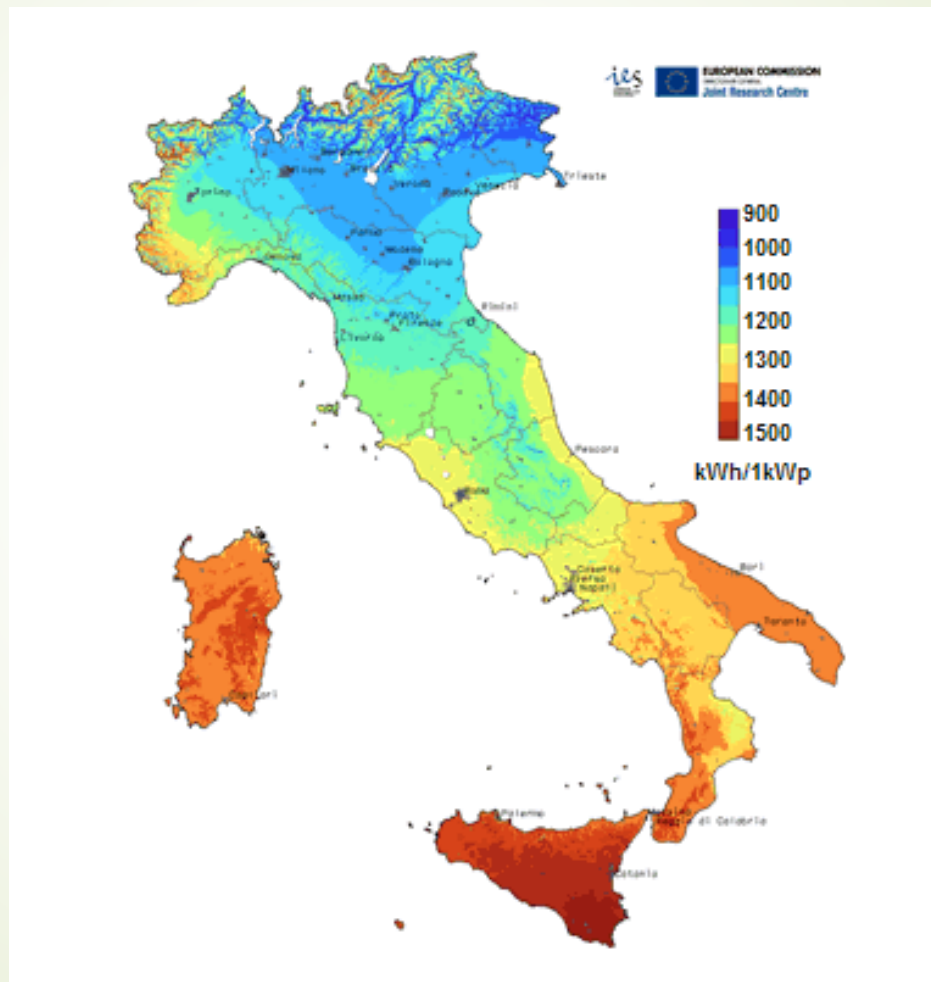 ies
EUROPEAN COMMISSION
Joint Research Centre
Milano
Trieste
Torino
Verona
Padova
Venezia
Parma
Modena
Bologna
Genova
Rimini
Prato
Firenze
Livorno
Pescara
Roma
Caserta
Napoli
Bari
Taranto
Cagliari
Palermo
Messina
Reggio di Calabria
Catania
900
1000
1100
1200
1300
1400
1500
kWh/1kWp